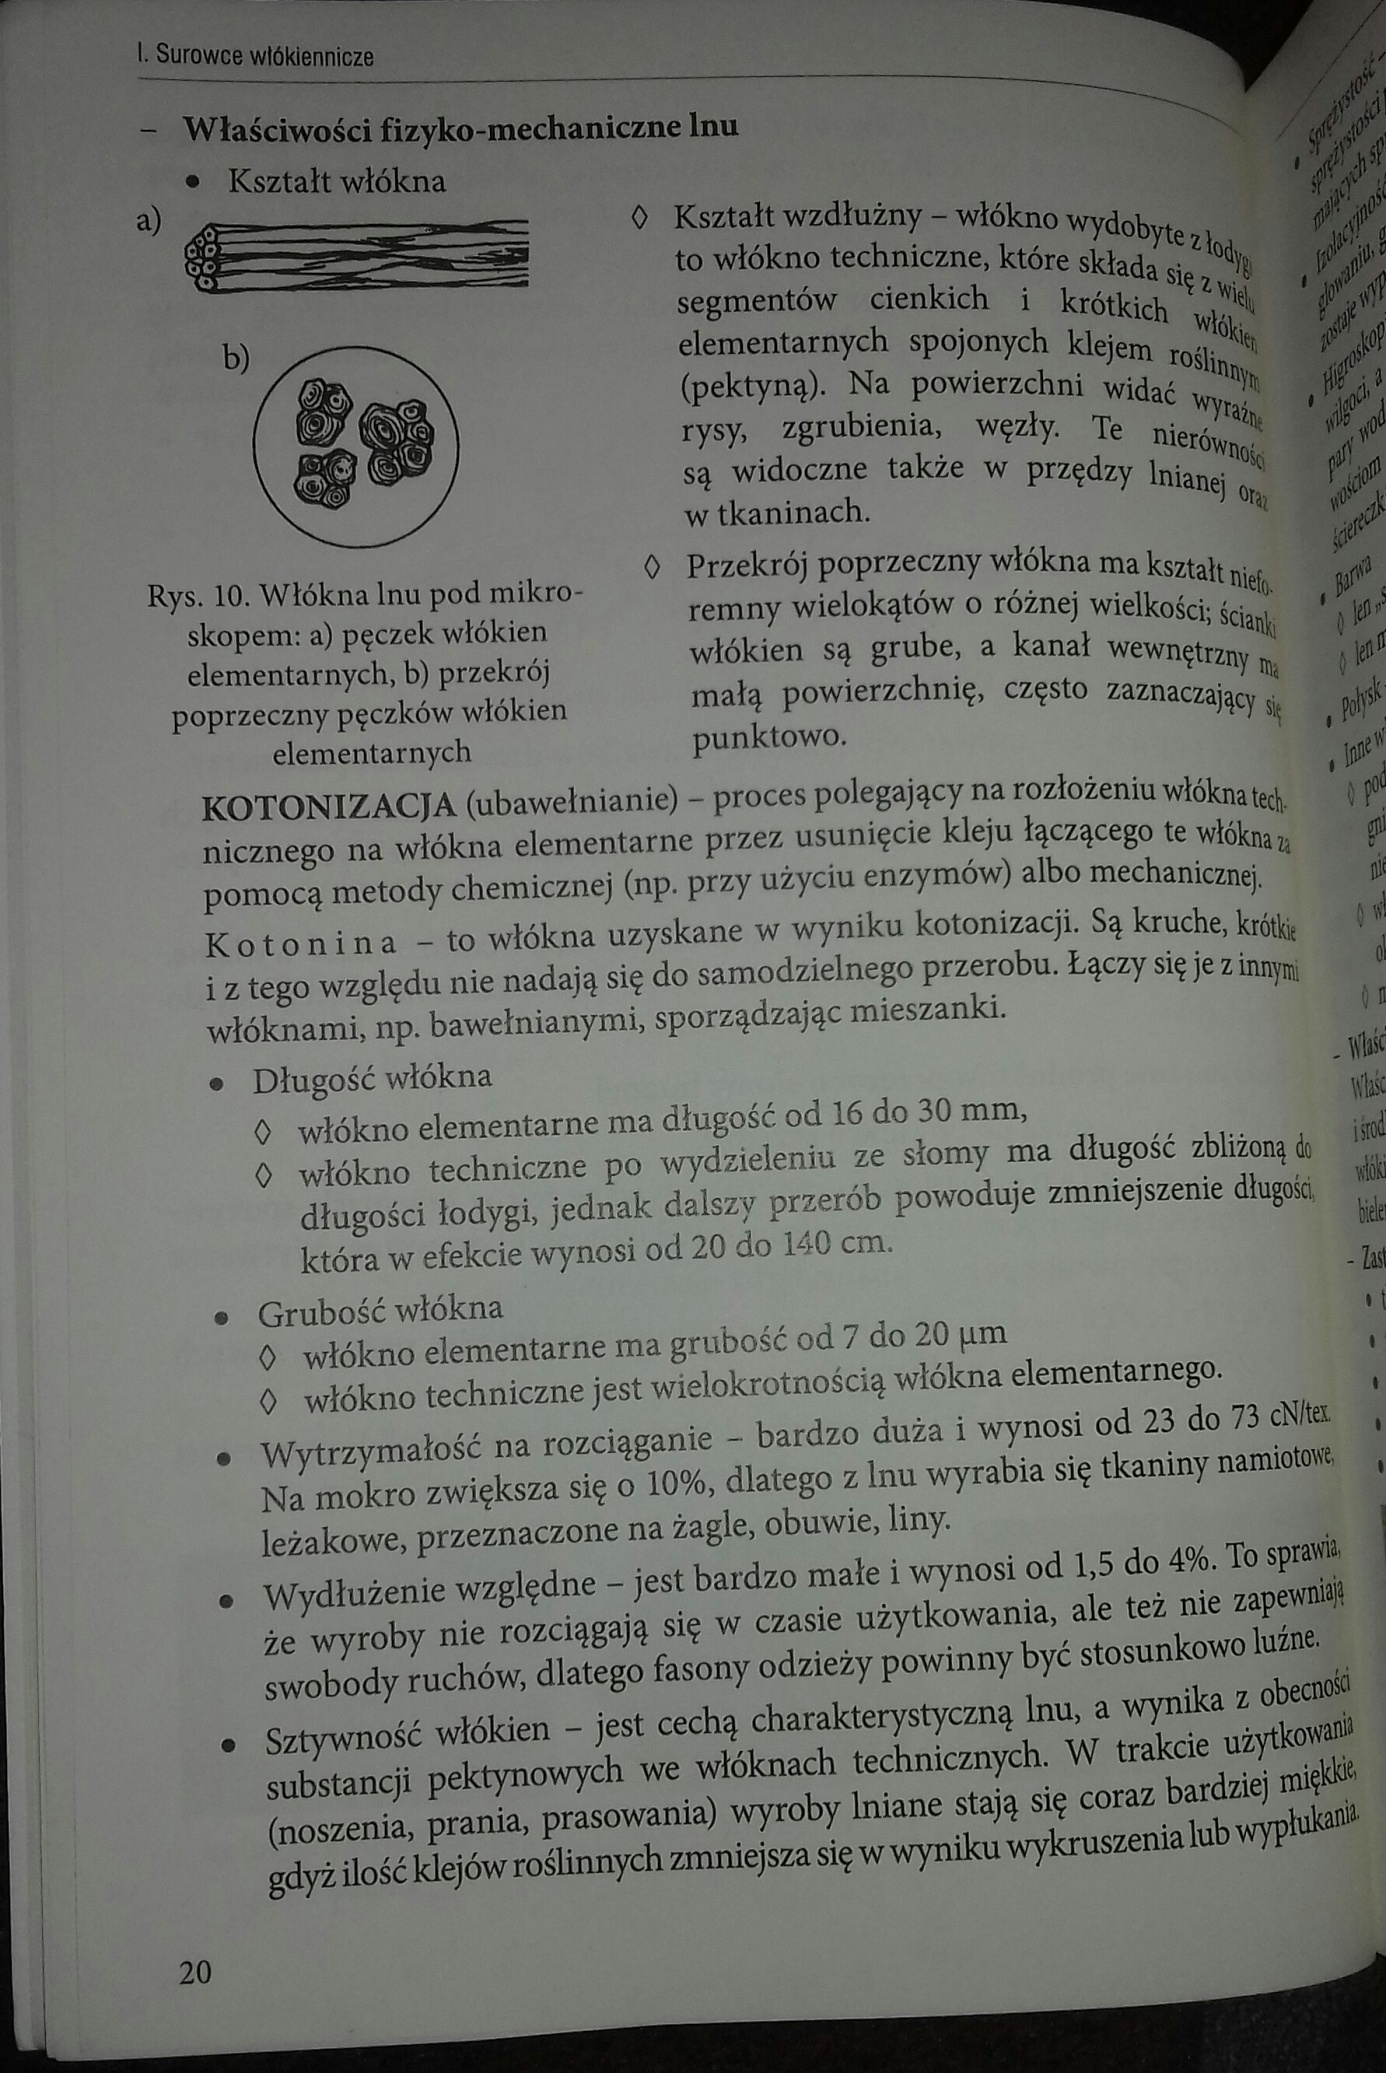 I. Surowce włókiennicze
– Właściwości fizyko-mechaniczne lnu
• Kształt włókna
a)
b)
Rys. 10. Włókna lnu pod mikro-
skopem: a) pęczek włókien
elementarnych, b) przekrój
poprzeczny pęczków włókien
elementarnych
◊ Kształt wzdłużny – włókno wydobyte z łodygi
to włókno techniczne, które składa się z wielu
segmentów cienkich i krótkich włókien
elementarnych spojonych klejem roślinnym
(pektyną). Na powierzchni widać wyraźne
rysy, zgrubienia, węzły. Te nierówności
są widoczne także w przędzy lnianej oraz
w tkaninach.
◊ Przekrój poprzeczny włókna ma kształt niefo-
remny wielokątów o różnej wielkości; ścianki
włókien są grube, a kanał wewnętrzny ma
małą powierzchnię, często zaznaczający się
punktowo.
KOTONIZACJA (ubawełnianie) – proces polegający na rozłożeniu włókna tech-
nicznego na włókna elementarne przez usunięcie kleju łączącego te włókna za
pomocą metody chemicznej (np. przy użyciu enzymów) albo mechanicznej.
Kotonina – to włókna uzyskane w wyniku kotonizacji. Są kruche, krótkie
i z tego względu nie nadają się do samodzielnego przerobu. Łączy się je z innymi
włóknami, np. bawełnianymi, sporządzając mieszanki.
• Długość włókna
◊ włókno elementarne ma długość od 16 do 30 mm,
◊ włókno techniczne po wydzieleniu ze słomy ma długość zbliżoną do
długości łodygi, jednak dalszy przerób powoduje zmniejszenie długości,
która w efekcie wynosi od 20 do 140 cm.
• Grubość włókna
◊ włókno elementarne ma grubość od 7 do 20 µm
◊ włókno techniczne jest wielokrotnością włókna elementarnego.
• Wytrzymałość na rozciąganie – bardzo duża i wynosi od 23 do 73 cN/tex.
Na mokro zwiększa się o 10%, dlatego z lnu wyrabia się tkaniny namiotowe,
leżakowe, przeznaczone na żagle, obuwie, liny.
• Wydłużenie względne – jest bardzo małe i wynosi od 1,5 do 4%. To sprawia,
że wyroby nie rozciągają się w czasie użytkowania, ale też nie zapewniają
swobody ruchów, dlatego fasony odzieży powinny być stosunkowo luźne.
• Sztywność włókien – jest cechą charakterystyczną lnu, a wynika z obecności
substancji pektynowych we włóknach technicznych. W trakcie użytkowania
(noszenia, prania, prasowania) wyroby lniane stają się coraz bardziej miękkie,
gdyż ilość klejów roślinnych zmniejsza się w wyniku wykruszenia lub wypłukania.
20
• Sprężystość –
sprężystości
mających
• Izolacyjność
zostaje
•
wilgoci, a
pary
• Barwa
◊ len
◊ len
• Połysk
• Inne
◊
◊
◊
–